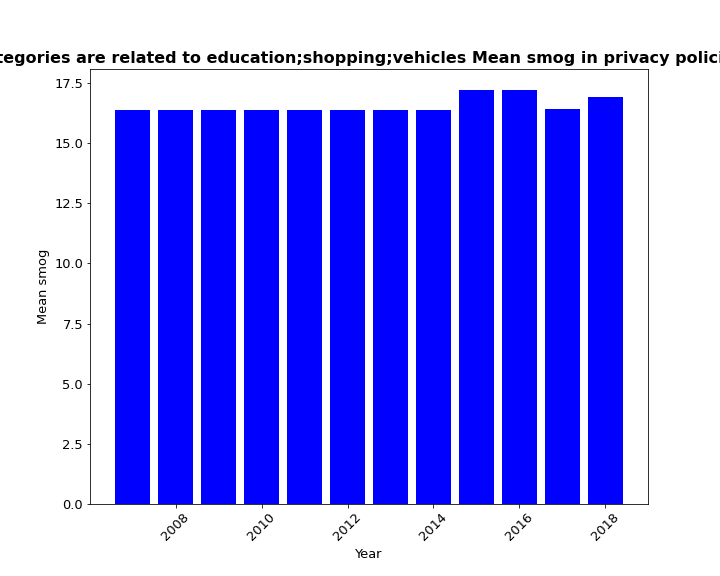 tegories are related to education;shopping;vehicles Mean smog in privacy polici
17.5
15.0
12.5
10.0
7.5
5.0
2.5
0.0
Mean smog
2008 2010 2012 2014 2016 2018
Year